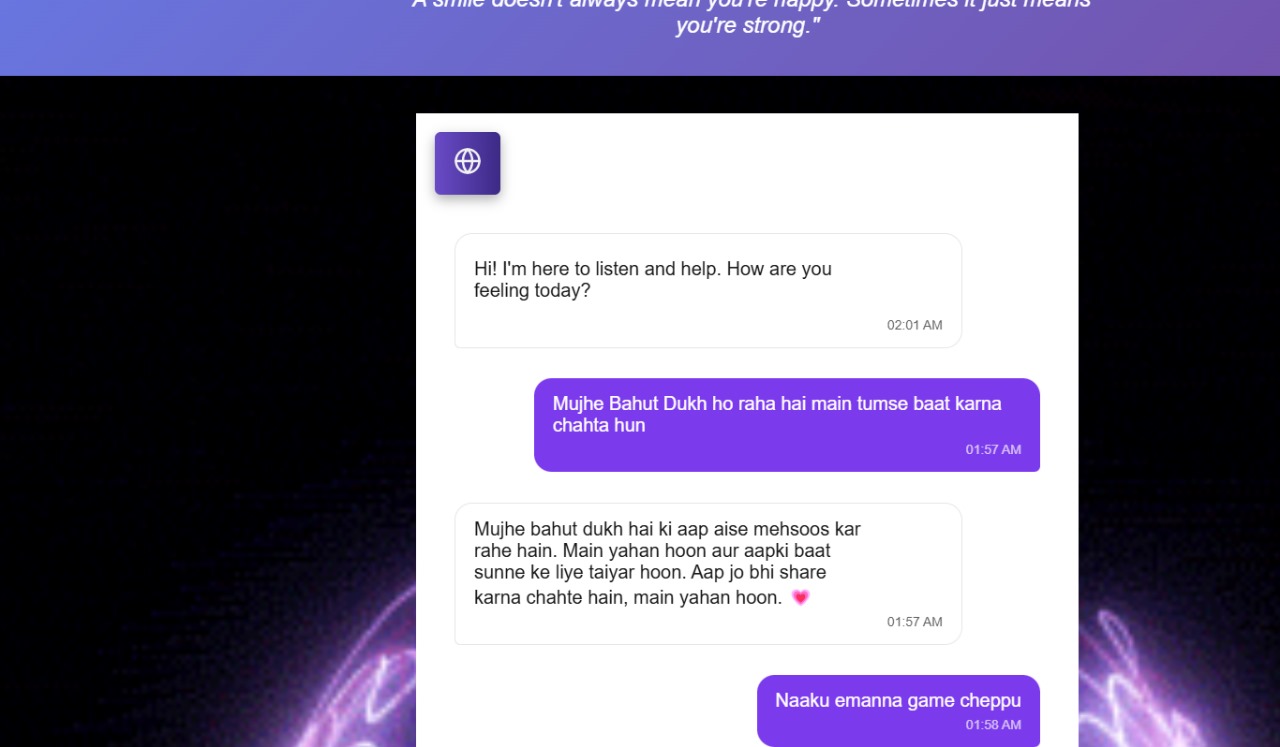 A smile doesn't always mean you're happy. Sometimes it just means
you're strong."
Hi! I'm here to listen and help. How are you
feeling today?
02:01 AM
Mujhe Bahut Dukh ho raha hai main tumse baat karna
chahta hun
01:57 AM
Mujhe bahut dukh hai ki aap aise mehsoos kar
rahe hain. Main yahan hoon aur aapki baat
sunne ke liye taiyar hoon. Aap jo bhi share
karna chahte hain, main yahan hoon. 💗
01:57 AM
Naaku emanna game cheppu
01:58 AM